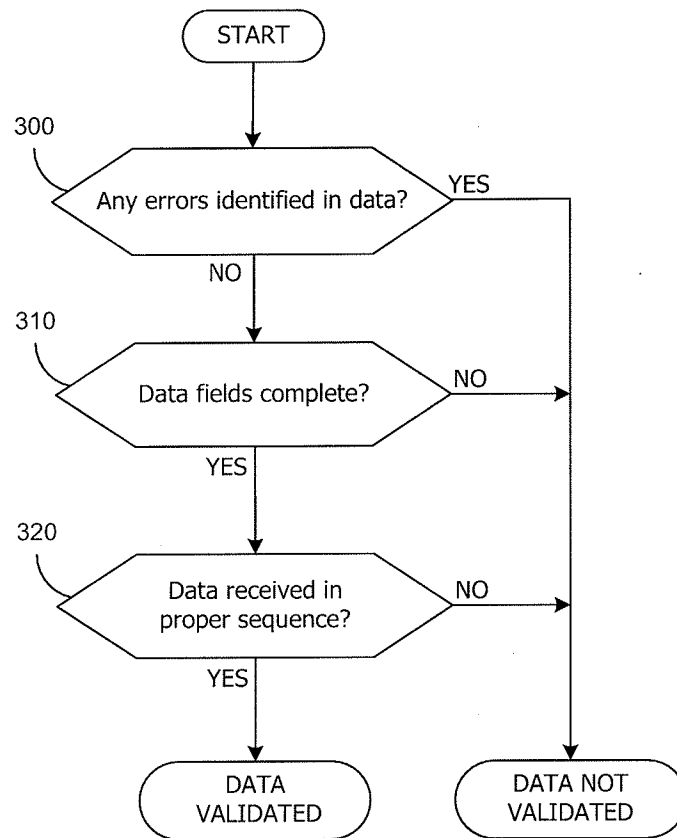 START
300
Any errors identified in data?
YES
NO
310
Data fields complete?
NO
YES
320
Data received in
proper sequence?
NO
YES
DATA
VALIDATED
DATA NOT
VALIDATED